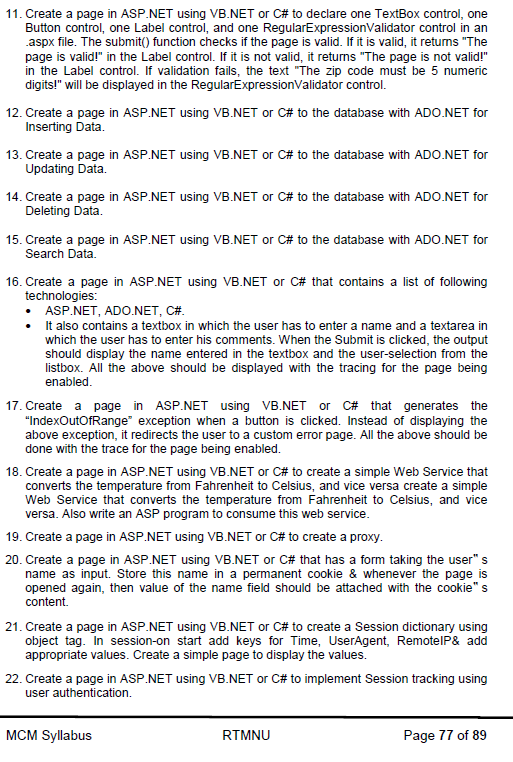 11. Create a page in ASP.NET using VB.NET or C# to declare one TextBox control, one
Button control, one Label control, and one RegularExpressionValidator control in an
.aspx file. The submit() function checks if the page is valid. If it is valid, it returns "The
page is valid!" in the Label control. If it is not valid, it returns "The page is not valid!"
in the Label control. If validation fails, the text "The zip code must be 5 numeric
digits!" will be displayed in the RegularExpressionValidator control.
12. Create a page in ASP.NET using VB.NET or C# to the database with ADO.NET for
Inserting Data.
13. Create a page in ASP.NET using VB.NET or C# to the database with ADO.NET for
Updating Data.
14. Create a page in ASP.NET using VB.NET or C# to the database with ADO.NET for
Deleting Data.
15. Create a page in ASP.NET using VB.NET or C# to the database with ADO.NET for
Search Data.
16. Create a page in ASP.NET using VB.NET or C# that contains a list of following
technologies:
• ASP.NET, ADO.NET, C#.
• It also contains a textbox in which the user has to enter a name and a textarea in
which the user has to enter his comments. When the Submit is clicked, the output
should display the name entered in the textbox and the user-selection from the
listbox. All the above should be displayed with the tracing for the page being
enabled.
17. Create a page in ASP.NET using VB.NET or C# that generates the
"IndexOutOfRange" exception when a button is clicked. Instead of displaying the
above exception, it redirects the user to a custom error page. All the above should be
done with the trace for the page being enabled.
18. Create a page in ASP.NET using VB.NET or C# to create a simple Web Service that
converts the temperature from Fahrenheit to Celsius, and vice versa create a simple
Web Service that converts the temperature from Fahrenheit to Celsius, and vice
versa. Also write an ASP program to consume this web service.
19. Create a page in ASP.NET using VB.NET or C# to create a proxy.
20. Create a page in ASP.NET using VB.NET or C# that has a form taking the user" s
name as input. Store this name in a permanent cookie & whenever the page is
opened again, then value of the name field should be attached with the cookie" s
content.
21. Create a page in ASP.NET using VB.NET or C# to create a Session dictionary using
object tag. In session-on start add keys for Time, UserAgent, RemoteIP& add
appropriate values. Create a simple page to display the values.
22. Create a page in ASP.NET using VB.NET or C# to implement Session tracking using
user authentication.
MCM Syllabus RTMNU Page 77 of 89